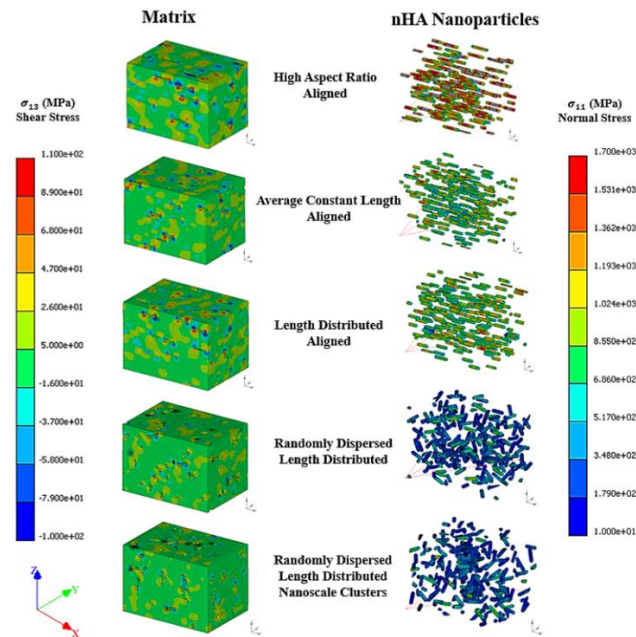 Matrix
nHA Nanoparticles
High Aspect Ratio
Aligned
σ₁₃ (MPa)
Shear Stress
1.100e+02
8.900e+01
6.800e+01
4.700e+01
2.600e+01
5.000e+00
-1.600e+01
-3.700e+01
-5.800e+01
-7.900e+01
-1.000e+02
σ₁₁ (MPa)
Normal Stress
1.700e+03
1.531e+03
1.362e+03
1.193e+03
1.024e+03
8.550e+02
6.860e+02
5.170e+02
3.480e+02
1.790e+02
1.000e+01
Average Constant Length
Aligned
Length Distributed
Aligned
Randomly Dispersed
Length Distributed
Randomly Dispersed
Length Distributed
Nanoscale Clusters
Z
Y
X